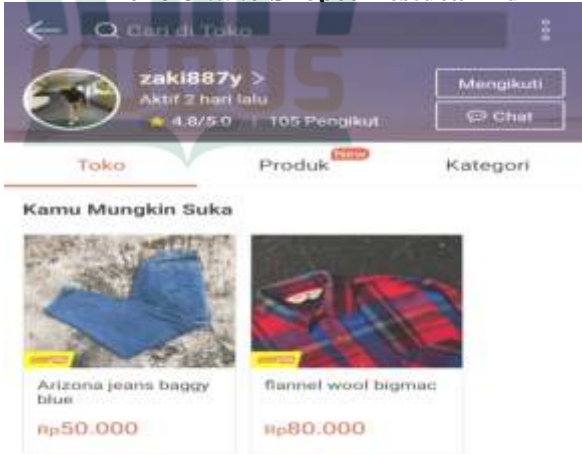 Cari di Toko
zaki887y >
Aktif 2 hari lalu
4.8/5.0 | 105 Pengikut
Mengikuti
Chat
Toko
Produk
New
Kategori
Kamu Mungkin Suka
Arizona jeans baggy
blue
Rp50.000
flannel wool bigmac
Rp80.000